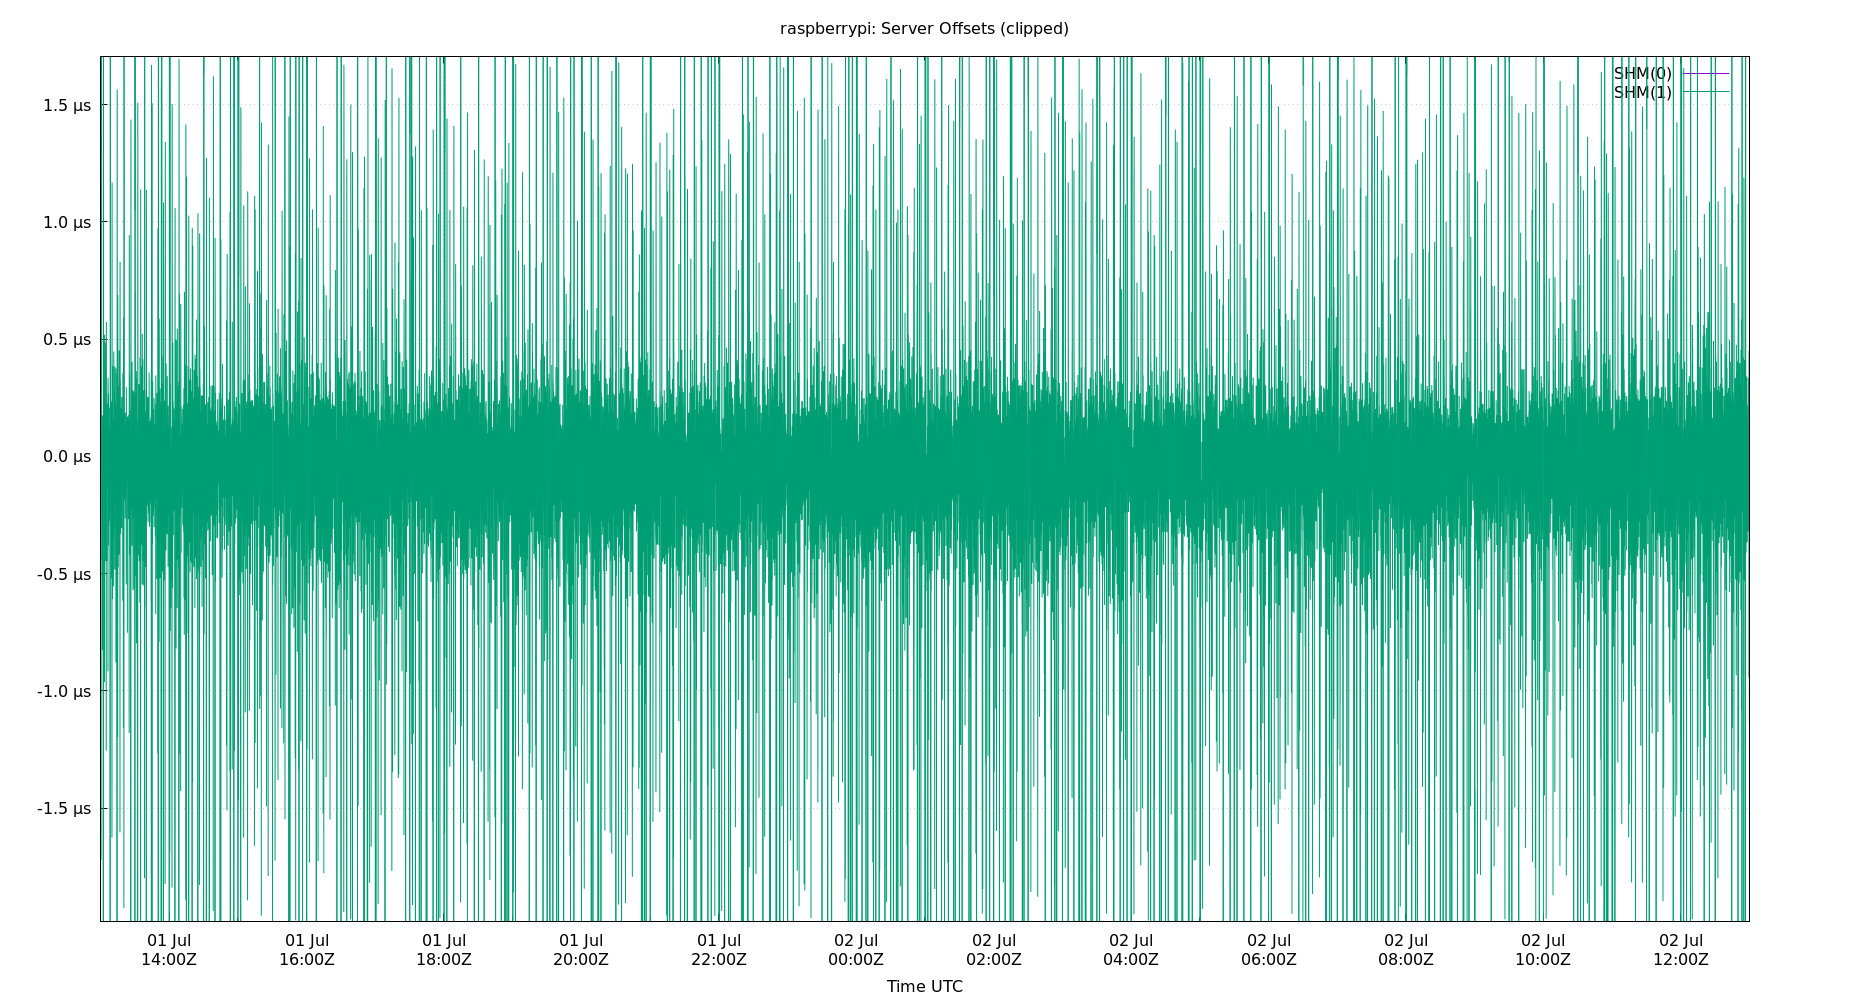 raspberrypi: Server Offsets (clipped)
SHM(0)
SHM(1)
1.5 µs
1.0 µs
0.5 µs
0.0 µs
-0.5 µs
-1.0 µs
-1.5 µs
01 Jul 01 Jul 01 Jul 01 Jul 01 Jul 02 Jul 02 Jul 02 Jul 02 Jul 02 Jul 02 Jul 02 Jul
14:00Z 16:00Z 18:00Z 20:00Z 22:00Z 00:00Z 02:00Z 04:00Z 06:00Z 08:00Z 10:00Z 12:00Z
Time UTC